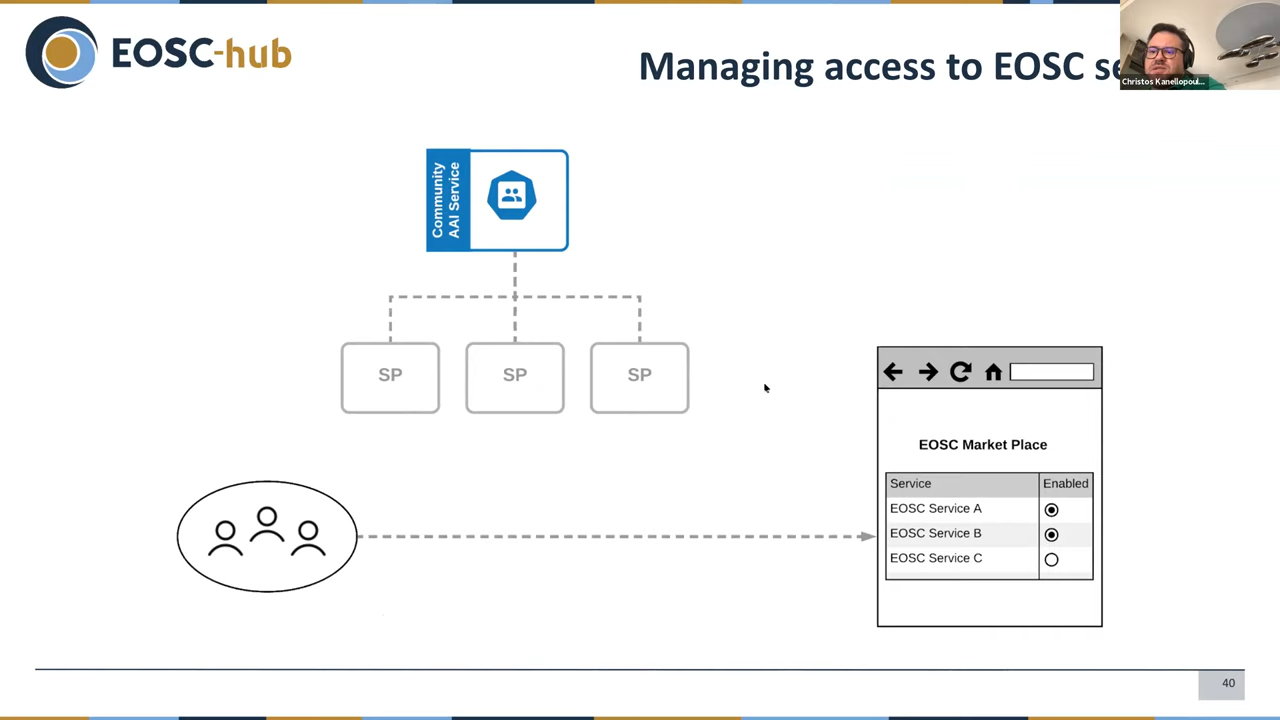 EOSC-hub
Managing access to EOSC
Christos Kanellopoul...
Community
AAI Service
SP SP SP
EOSC Market Place
Service Enabled
EOSC Service A
EOSC Service B
EOSC Service C
40